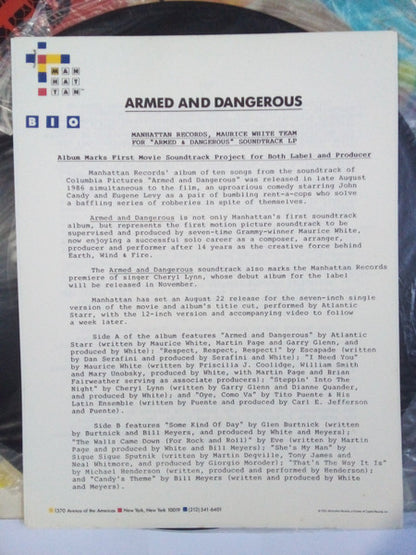 MAN
HAT
TAN
BIO
ARMED AND DANGEROUS
MANHATTAN RECORDS, MAURICE WHITE TEAM
FOR "ARMED & DANGEROUS" SOUNDTRACK LP
Album Marks First Movie Soundtrack Project for Both Label and Producer
Manhattan Records' album of ten songs from the soundtrack of
Columbia Pictures "Armed and Dangerous" was released in late August
1986 simultaneous to the film, an uproarious comedy starring John
Candy and Eugene Levy as a pair of bumbling rent-a-cops who solve
a baffling series of robberies in spite of themselves.
Armed and Dangerous is not only Manhattan's first soundtrack
album, but represents the first motion picture soundtrack to be
supervised and produced by seven-time Grammy-winner Maurice White,
now enjoying a successful solo career as a composer, arranger,
producer and performer after 14 years as the creative force behind
Earth, Wind & Fire.
The Armed and Dangerous soundtrack also marks the Manhattan Records
premiere of singer Cheryl Lynn, whose debut album for the label
will be released in November.
Manhattan has set an August 22 release for the seven-inch single
version of the movie and album's title cut, performed by Atlantic
Starr, with the 12-inch version and accompanying video to follow
a week later.
Side A of the album features "Armed and Dangerous" by Atlantic
Starr (written by Maurice White, Martin Page and Garry Glenn, and
produced by White); "Respect, Respect, Respect!" by Escapade (written
by Dan Serafini and produced by Serafini and White); "I Need You"
by Maurice White (written by Priscilla J. Coolidge, William Smith
and Mary Unobsky, produced by White, with Martin Page and Brian
Fairweather serving as associate producers); "Steppin' Into The
Night" by Cheryl Lynn (written by Garry Glenn and Dianne Quander,
and produced by White); and "Oye, Como Va" by Tito Puente & His
Latin Ensemble (written by Puente and produced by Carl E. Jefferson
and Puente).
Side B features "Some Kind Of Day" by Glen Burtnick (written
by Burtnick and Bill Meyers, and produced by White and Meyers);
"The Walls Came Down (For Rock and Roll)" by Eve (written by Martin
Page and produced by White and Bill Meyers); "She's My Man" by
Sigue Sigue Sputnik (written by Martin Degville, Tony James and
Neal Whitmore, and produced by Giorgio Moroder); "That's The Way It Is"
by Michael Henderson (written, produced and performed by Henderson);
and "Candy's Theme" by Bill Meyers (written and produced by White
and Meyers).
1370 Avenue of the Americas New York, New York 10019 (212) 541-6401